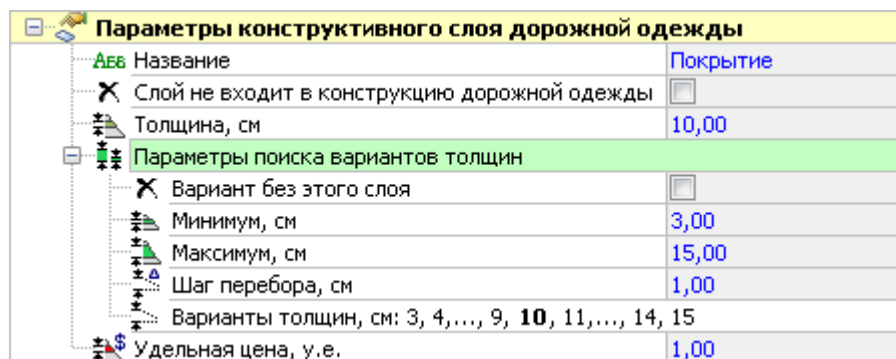 Параметры конструктивного слоя дорожной одежды
Абв Название Покрытие
Слой не входит в конструкцию дорожной одежды
Толщина, см 10,00
Параметры поиска вариантов толщин
Вариант без этого слоя
Минимум, см 3,00
Максимум, см 15,00
Шаг перебора, см 1,00
Варианты толщин, см: 3, 4,..., 9, 10, 11,..., 14, 15
Удельная цена, у.е. 1,00